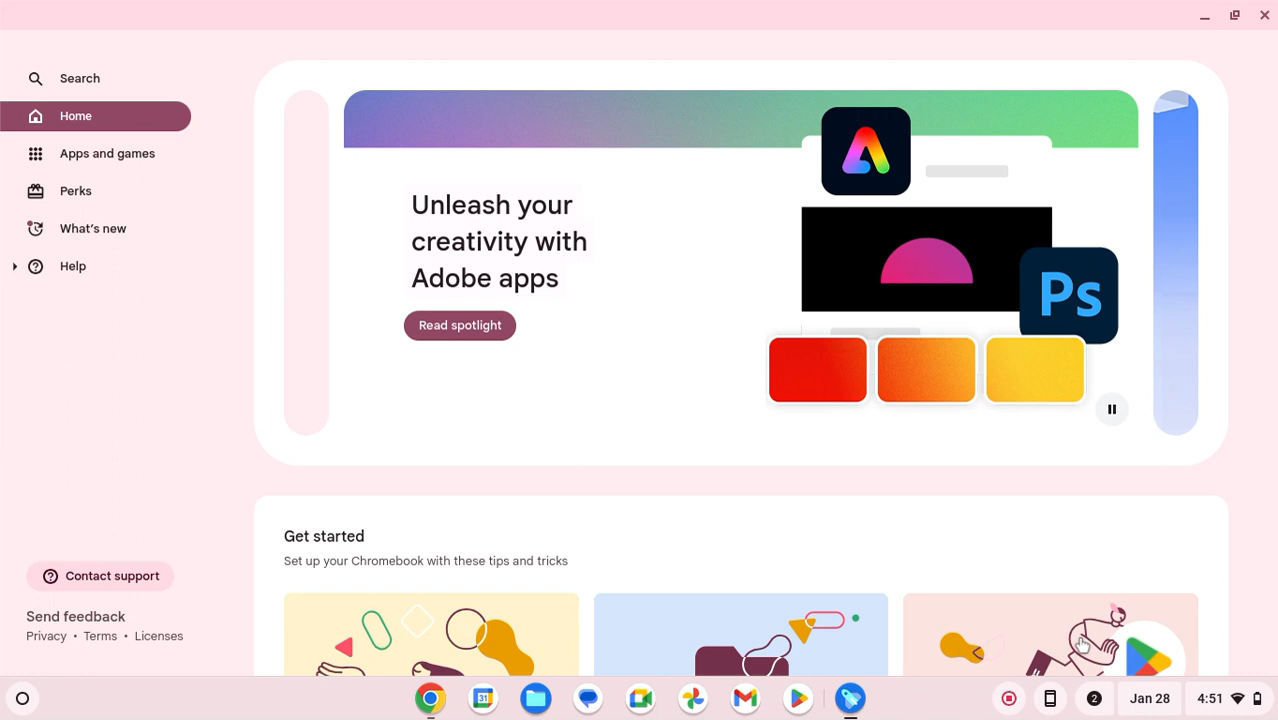 Search
Home
Apps and games
Perks
What's new
Help
Unleash your
creativity with
Adobe apps
Read spotlight
Ps
Get started
Set up your Chromebook with these tips and tricks
Contact support
Send feedback
Privacy • Terms • Licenses
31
2
Jan 28
4:51